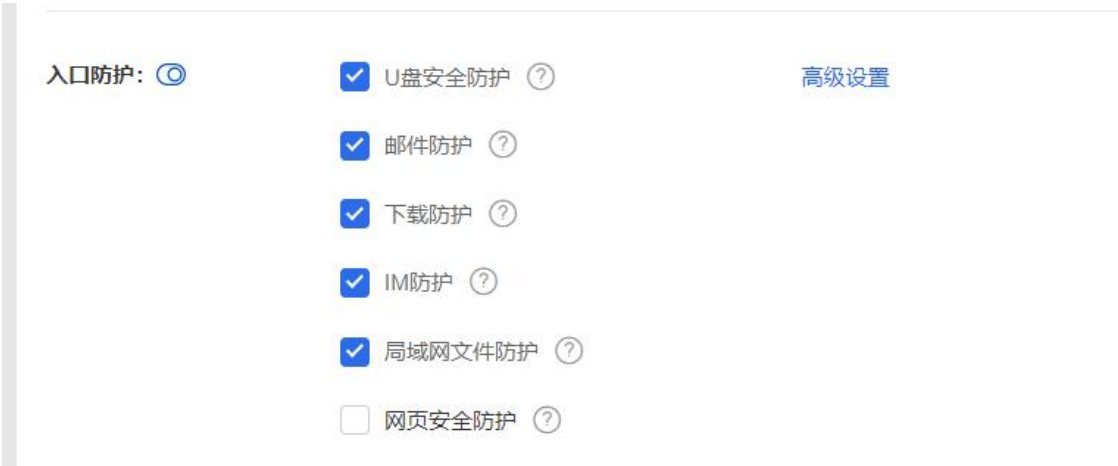 入口防护： U盘安全防护 ? 高级设置
邮件防护 ?
下载防护 ?
IM防护 ?
局域网文件防护 ?
网页安全防护 ?